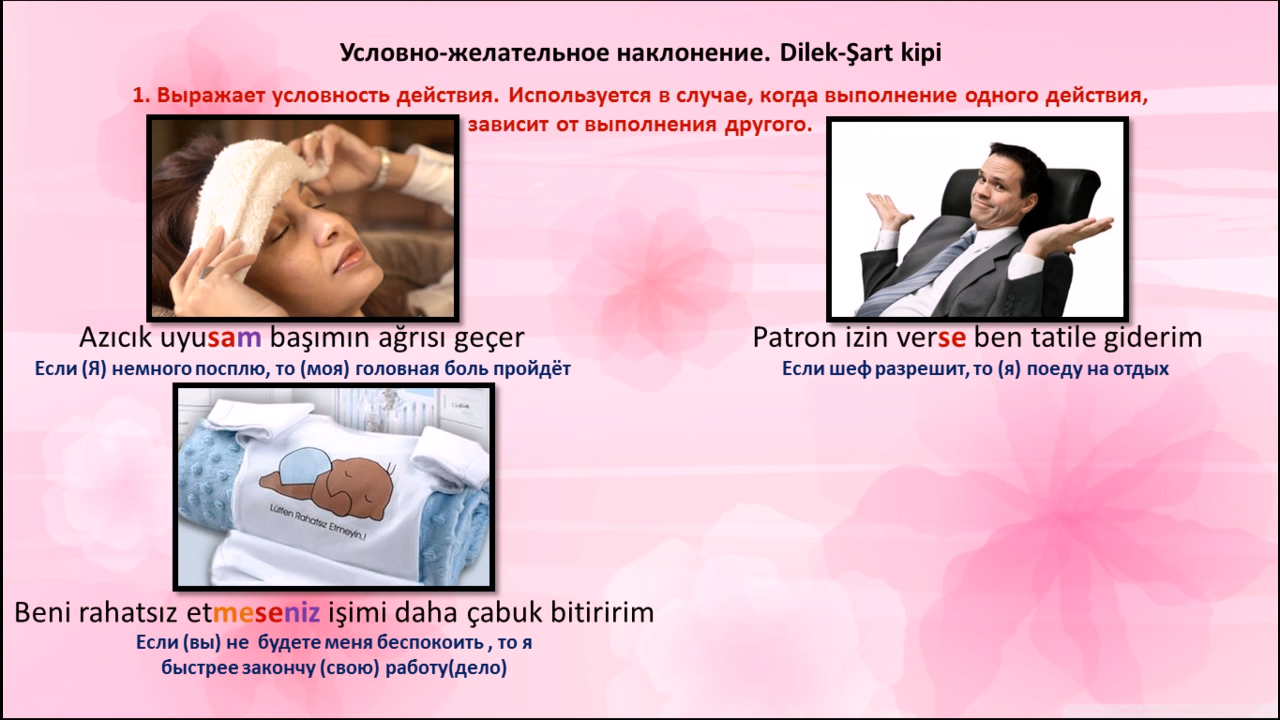 Условно-желательное наклонение. Dilek-Şart kipi
1. Выражает условность действия. Используется в случае, когда выполнение одного действия,
зависит от выполнения другого.
Azıcık uyusam başımın ağrısı geçer
Если (Я) немного посплю, то (моя) головная боль пройдёт
Patron izin verse ben tatile giderim
Если шеф разрешит, то (я) поеду на отдых
Lütfen Rahatsız Etmeyin.!
Beni rahatsız etmeseniz işimi daha çabuk bitiririm
Если (вы) не будете меня беспокоить , то я
быстрее закончу (свою) работу(дело)